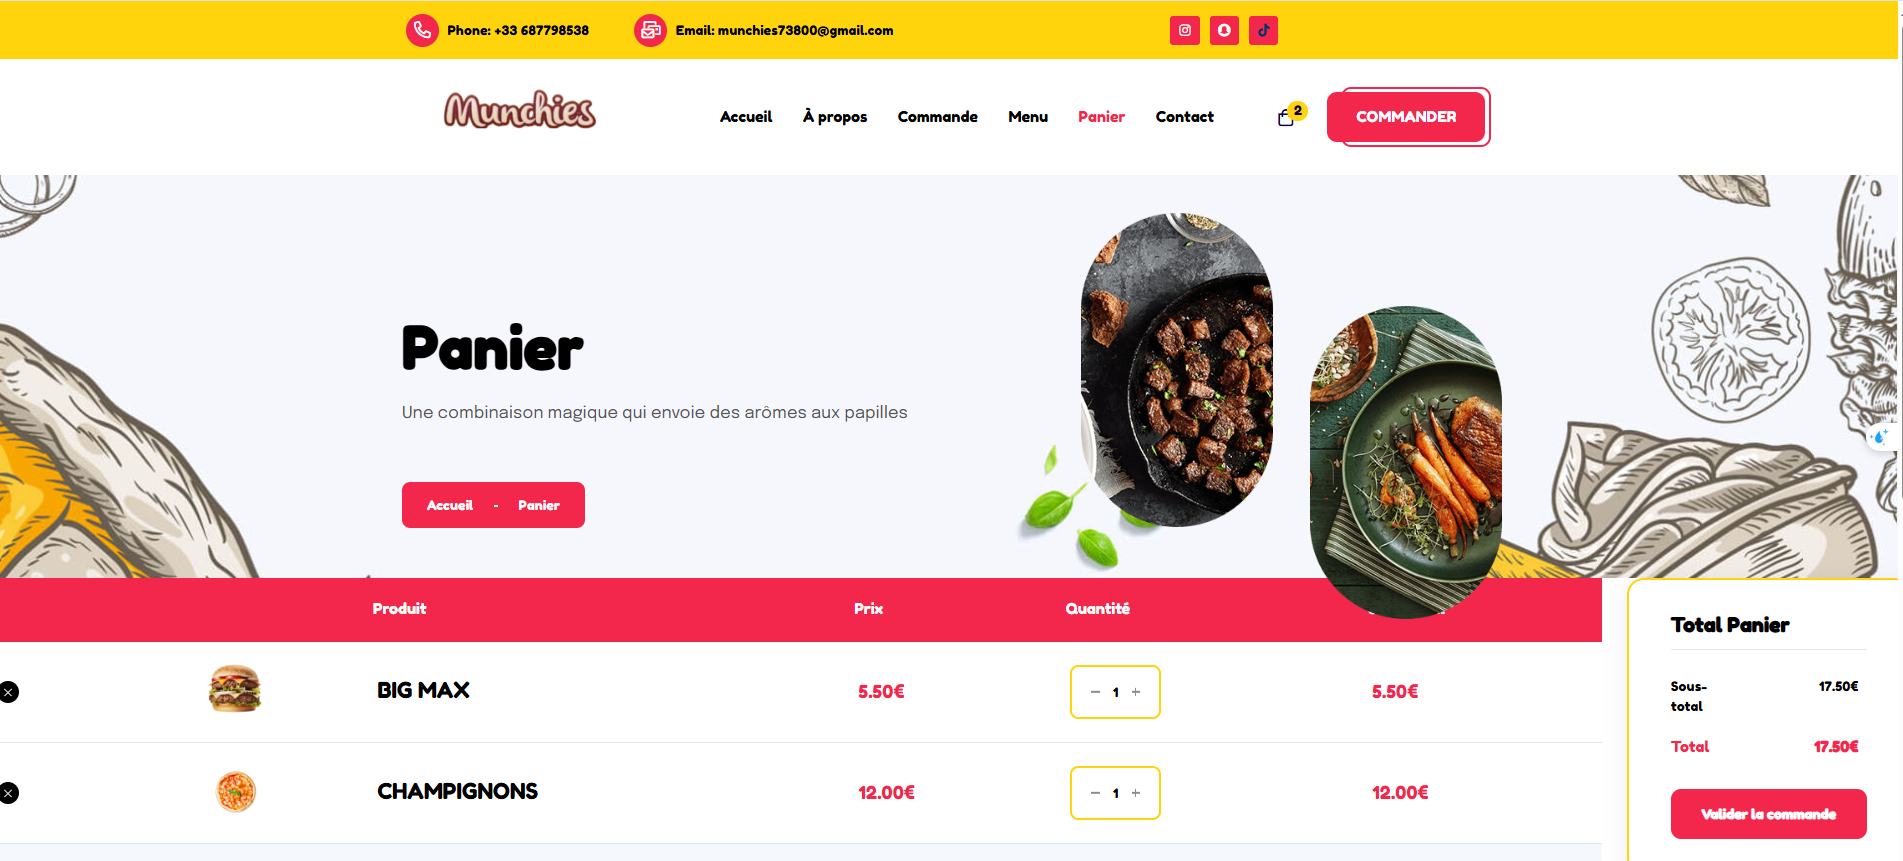 Phone: +33 687798538
Email: munchies73800@gmail.com
Munchies
Accueil
À propos
Commande
Menu
Panier
Contact
2
COMMANDER
Panier
Une combinaison magique qui envoie des arômes aux papilles
Accueil - Panier
Produit
Prix
Quantité
BIG MAX
5.50€
1
5.50€
CHAMPIGNONS
12.00€
1
12.00€
Total Panier
Sous-
total
17.50€
Total
17.50€
Valider la commande